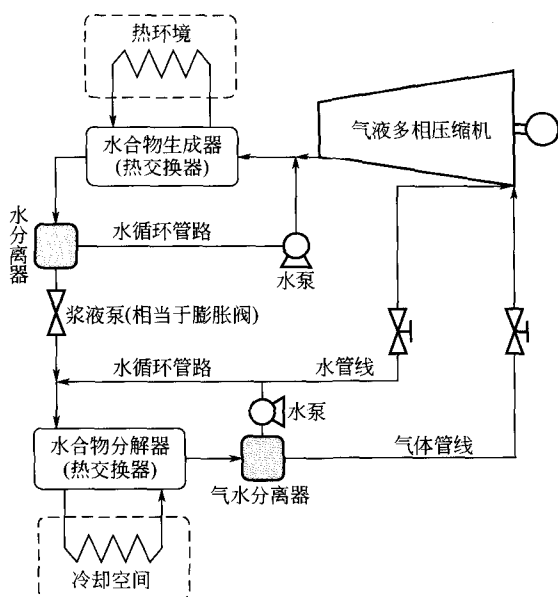 热环境
气液多相压缩机
水合物生成器
(热交换器)
水分离器
水循环管路
水泵
浆液泵(相当于膨胀阀)
水循环管路
水管线
水泵
水合物分解器
(热交换器)
气体管线
气水分离器
冷却空间